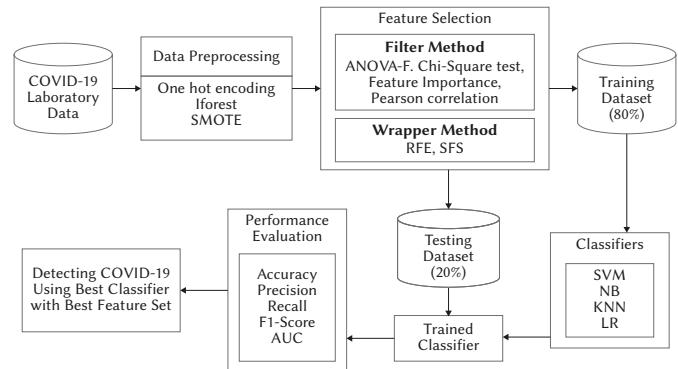 COVID-19
Laboratory
Data
Data Preprocessing
One hot encoding
Iforest
SMOTE
Feature Selection
Filter Method
ANOVA-F. Chi-Square test,
Feature Importance,
Pearson correlation
Wrapper Method
RFE, SFS
Training
Dataset
(80%)
Testing
Dataset
(20%)
Classifiers
SVM
NB
KNN
LR
Trained
Classifier
Performance
Evaluation
Accuracy
Precision
Recall
F1-Score
AUC
Detecting COVID-19
Using Best Classifier
with Best Feature Set